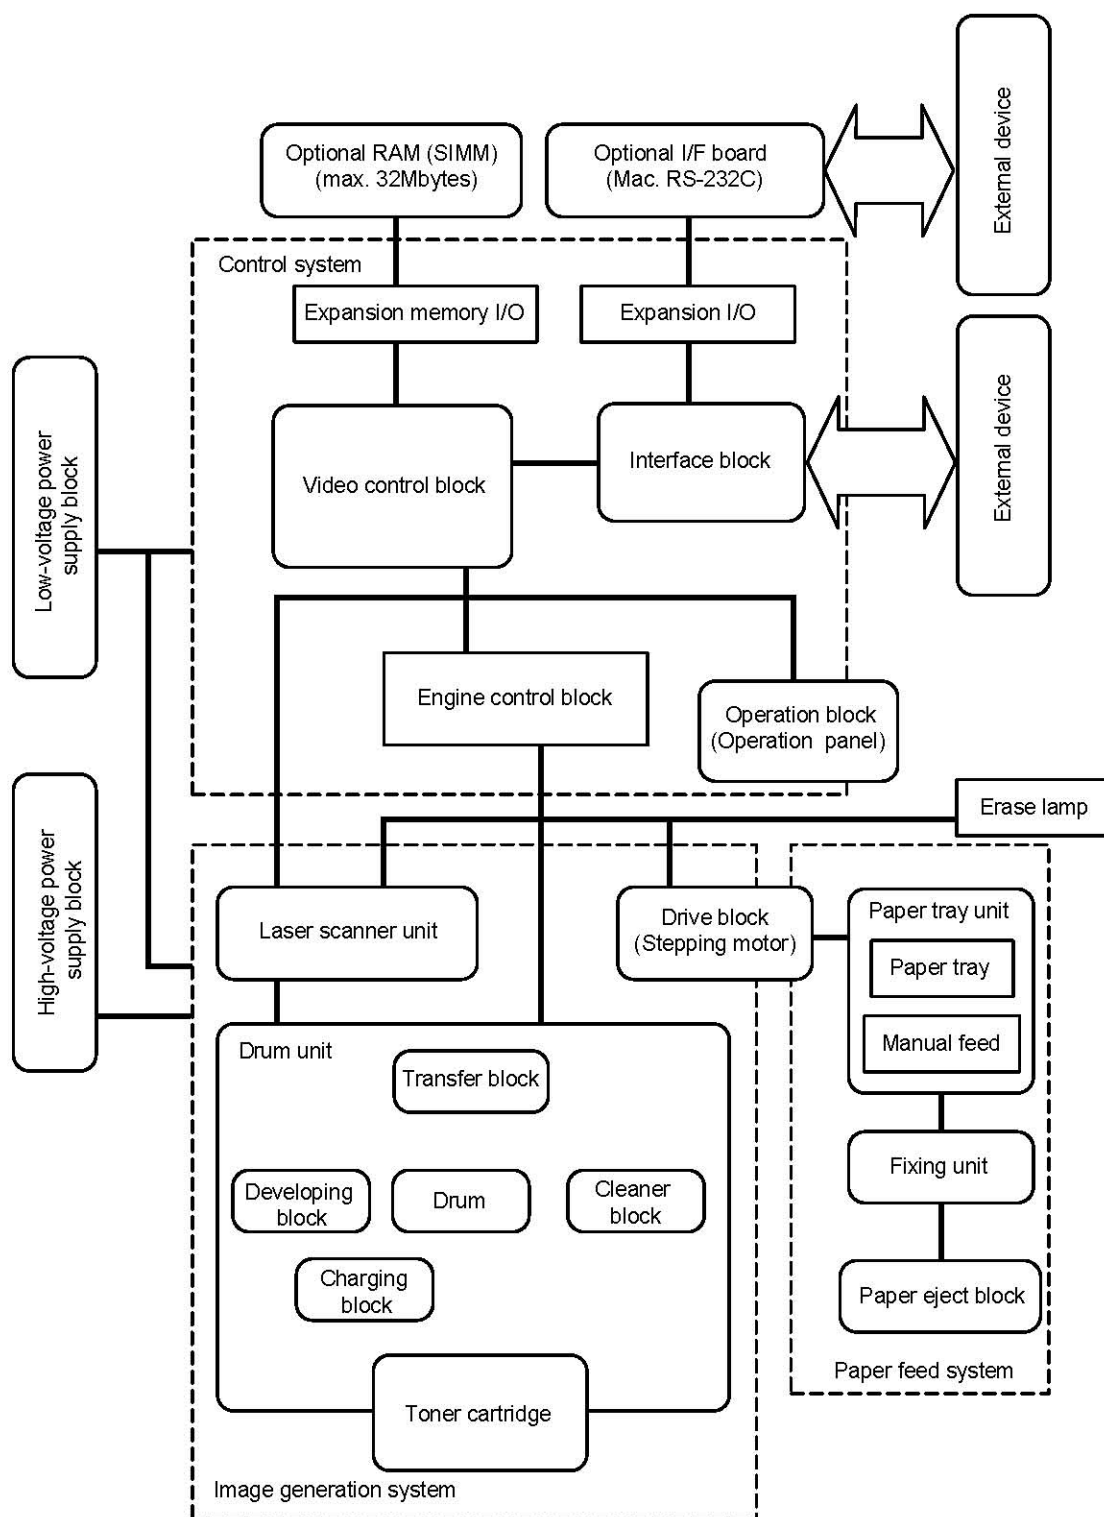 External device
Optional RAM (SIMM)
(max. 32Mbytes)
Optional I/F board
(Mac. RS-232C)
Control system
Expansion memory I/O
Expansion I/O
External device
Low-voltage power
supply block
Video control block
Interface block
Engine control block
Operation block
(Operation panel)
High-voltage power
supply block
Erase lamp
Laser scanner unit
Drive block
(Stepping motor)
Paper tray unit
Paper tray
Manual feed
Drum unit
Transfer block
Developing
block
Drum
Cleaner
block
Charging
block
Fixing unit
Paper eject block
Paper feed system
Toner cartridge
Image generation system